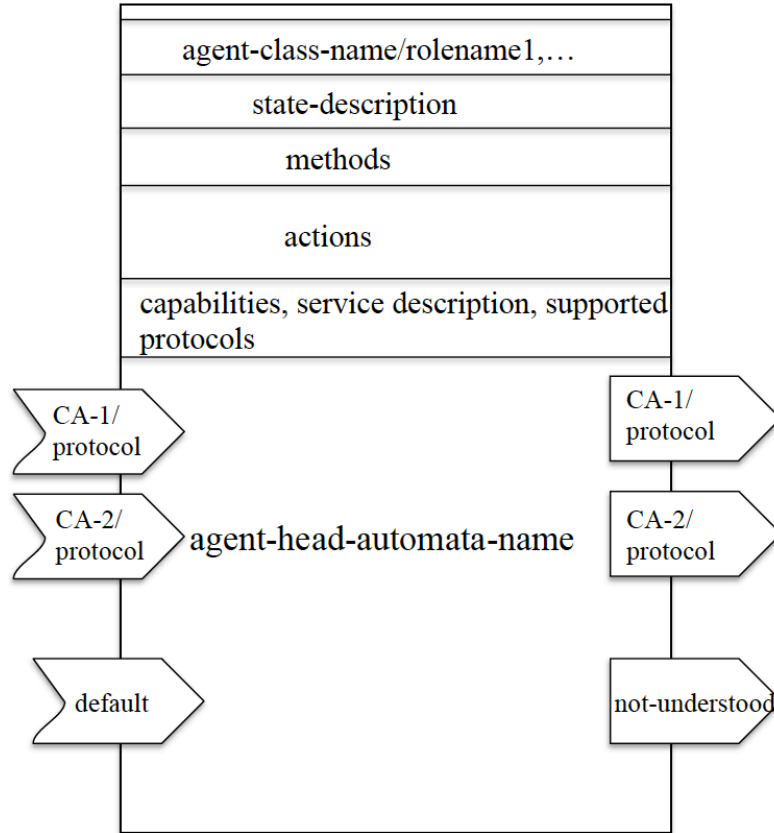 agent-class-name/rolename1,…
state-description
methods
actions
capabilities, service description, supported
protocols
CA-1/
protocol
CA-1/
protocol
CA-2/
protocol
agent-head-automata-name
CA-2/
protocol
default
not-understood